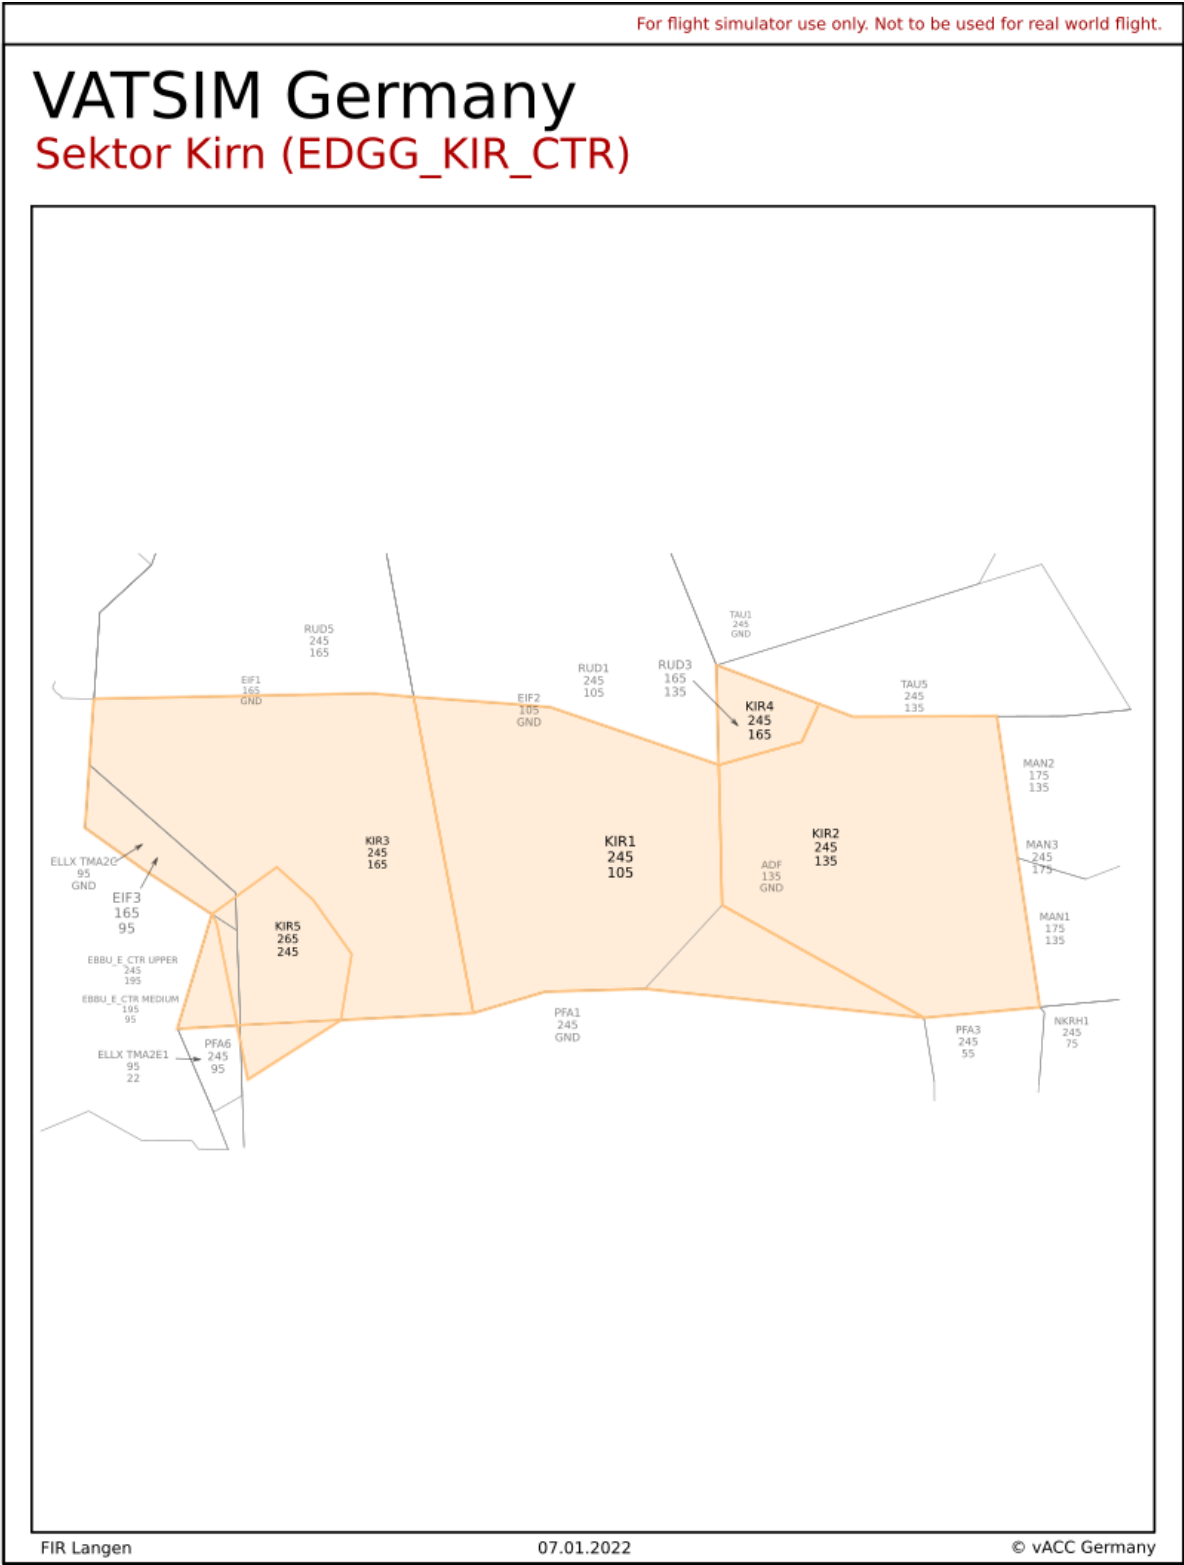 For flight simulator use only. Not to be used for real world flight.
VATSIM Germany
Sektor Kirn (EDGG_KIR_CTR)
TAU1
245
GND
RUD5
245
165
RUD1
245
105
RUD3
165
135
EIF1
165
GND
EIF2
105
GND
KIR4
245
165
TAU5
245
135
MAN2
175
135
KIR3
245
165
KIR1
245
105
KIR2
245
135
ADF
135
GND
MAN3
245
175
ELLX TMA2C
95
GND
EIF3
165
95
KIR5
265
245
MAN1
175
135
EBBU_E_CTR UPPER
245
195
EBBU_E_CTR MEDIUM
195
95
PFA1
245
GND
PFA6
245
95
ELLX TMA2E1
95
22
PFA3
245
55
NKRH1
245
75
FIR Langen
07.01.2022
© vACC Germany